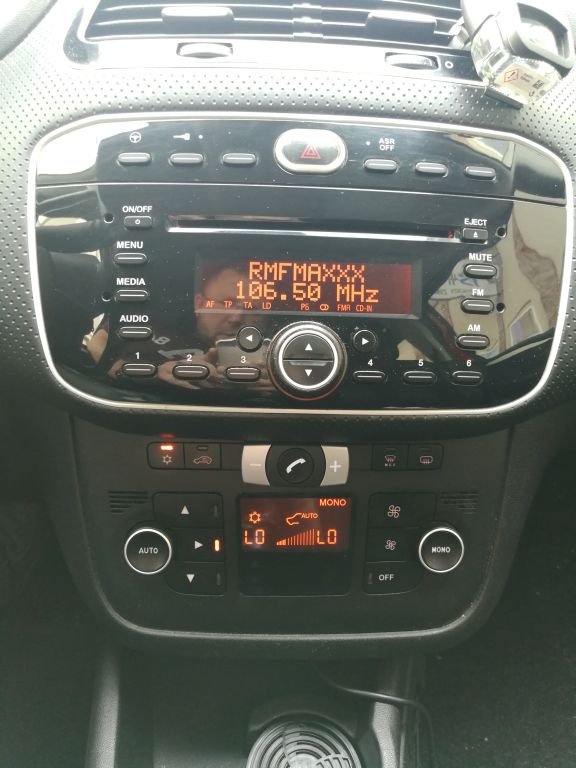 ASR
OFF
ON/OFF
EJECT
MENU
MUTE
RMFMAXXX
106.50 MHz
MEDIA
FM
AF TP TA LD PS FMA CD-IN
AUDIO
AM
1 2 3 4 5 6
MONO
AUTO
LO LO
AUTO
MONO
OFF